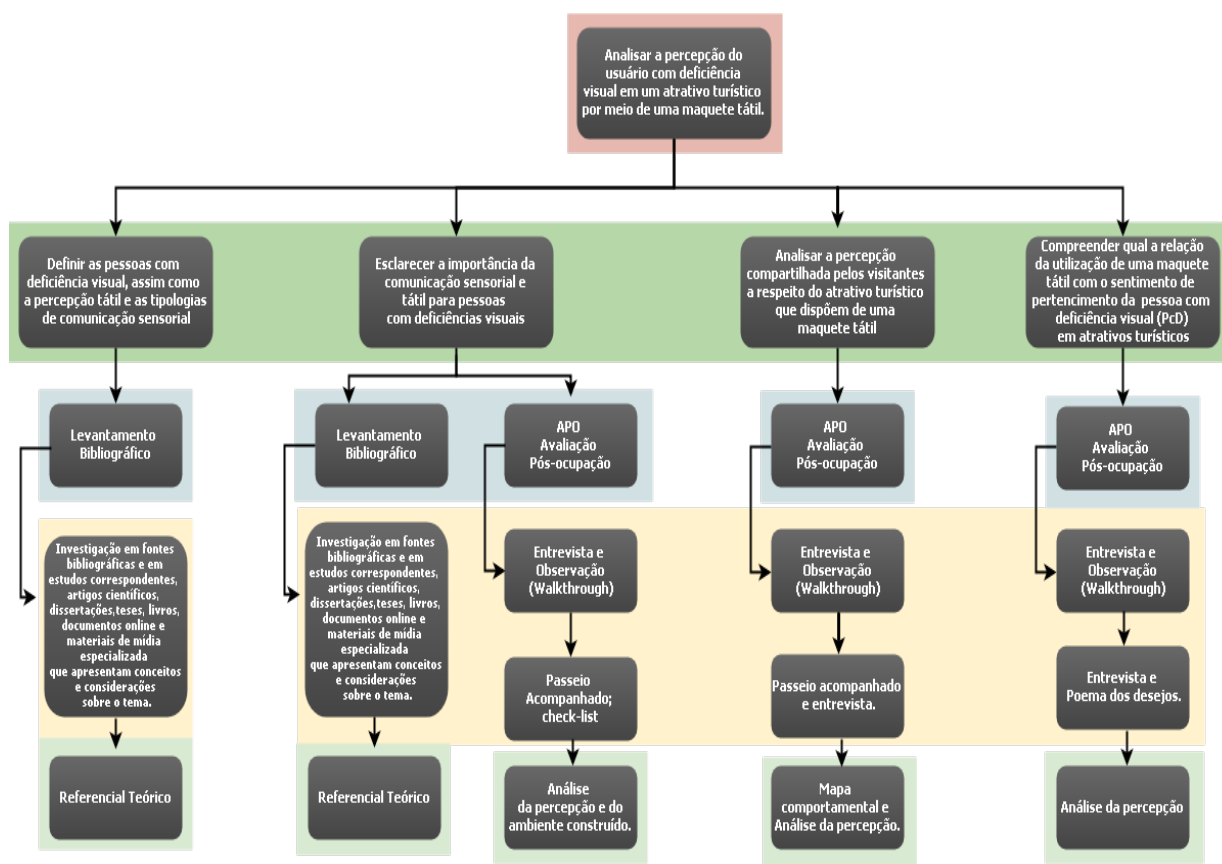 Analisar a percepção do
usuário com deficiência
visual em um atrativo turístico
por meio de uma maquete tátil.
Definir as pessoas com
deficiência visual, assim como
a percepção tátil e as tipologias
de comunicação sensorial
Esclarecer a importância da
comunicação sensorial e
tátil para pessoas
com deficiências visuais
Analisar a percepção
compartilhada pelos visitantes
a respeito do atrativo turístico
que dispõem de uma
maquete tátil
Compreender qual a relação
da utilização de uma maquete
tátil com o sentimento de
pertencimento da pessoa com
deficiência visual (PcD)
em atrativos turísticos
Levantamento
Bibliográfico
Levantamento
Bibliográfico
APO
Avaliação
Pós-ocupação
APO
Avaliação
Pós-ocupação
APO
Avaliação
Pós-ocupação
Investigação em fontes
bibliográficas e em
estudos correspondentes,
artigos científicos,
dissertações,teses, livros,
documentos online e
materiais de mídia
especializada
que apresentam conceitos
e considerações
sobre o tema.
Investigação em fontes
bibliográficas e em
estudos correspondentes,
artigos científicos,
dissertações,teses, livros,
documentos online e
materiais de mídia
especializada
que apresentam conceitos
e considerações
sobre o tema.
Entrevista e
Observação
(Walkthrough)
Entrevista e
Observação
(Walkthrough)
Entrevista e
Observação
(Walkthrough)
Passeio
Acompanhado;
check-list
Passeio acompanhado
e entrevista.
Entrevista e
Poema dos desejos.
Referencial Teórico
Referencial Teórico
Análise
da percepção e do
ambiente construído.
Mapa
comportamental e
Análise da percepção.
Análise da percepção